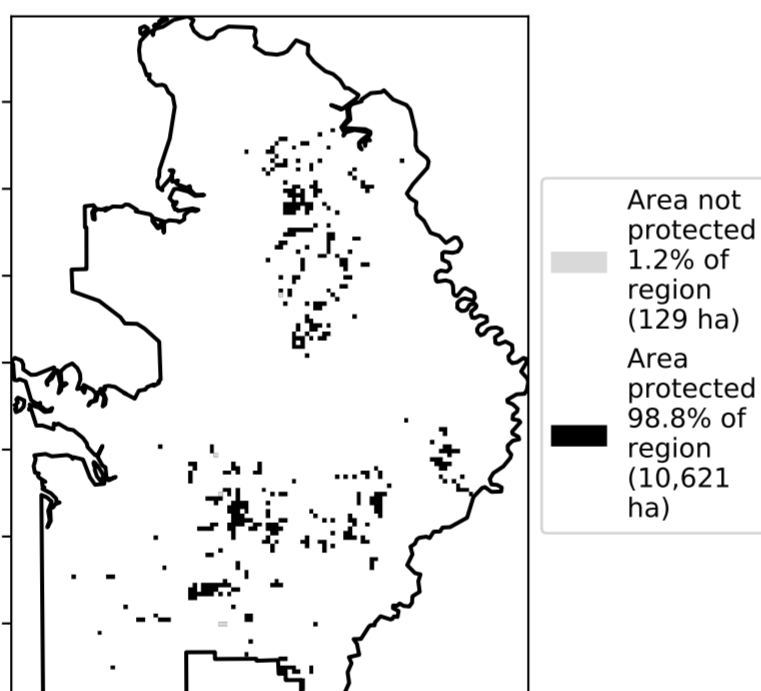 Area not
protected
1.2% of
region
(129 ha)
Area
protected
98.8% of
region
(10,621
ha)